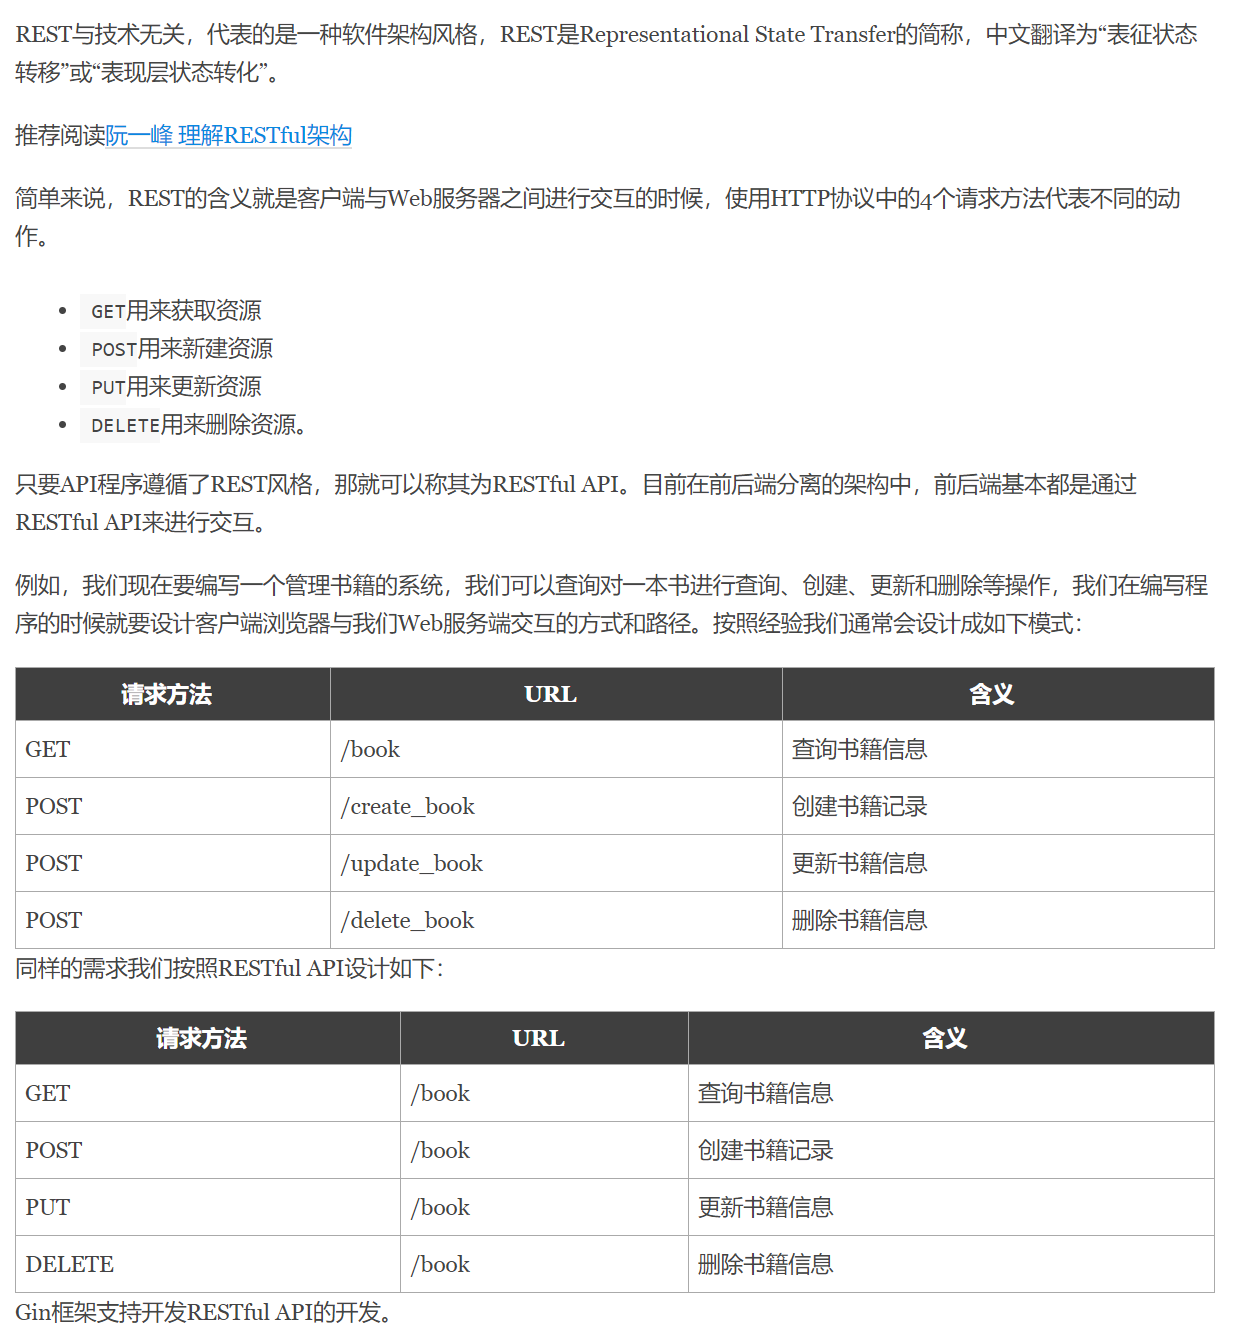 REST与技术无关，代表的是一种软件架构风格，REST是Representational State Transfer的简称，中文翻译为“表征状态
转移”或“表现层状态转化”。
推荐阅读阮一峰 理解RESTful架构
简单来说，REST的含义就是客户端与Web服务器之间进行交互的时候，使用HTTP协议中的4个请求方法代表不同的动
作。
• GET用来获取资源
• POST用来新建资源
• PUT用来更新资源
• DELETE用来删除资源。
只要API程序遵循了REST风格，那就可以称其为RESTful API。目前在前后端分离的架构中，前后端基本都是通过
RESTful API来进行交互。
例如，我们现在要编写一个管理书籍的系统，我们可以查询对一本书进行查询、创建、更新和删除等操作，我们在编写程
序的时候就要设计客户端浏览器与我们Web服务端交互的方式和路径。按照经验我们通常会设计成如下模式：
请求方法 URL 含义
GET /book 查询书籍信息
POST /create_book 创建书籍记录
POST /update_book 更新书籍信息
POST /delete_book 删除书籍信息
同样的需求我们按照RESTful API设计如下：
请求方法 URL 含义
GET /book 查询书籍信息
POST /book 创建书籍记录
PUT /book 更新书籍信息
DELETE /book 删除书籍信息
Gin框架支持开发RESTful API的开发。